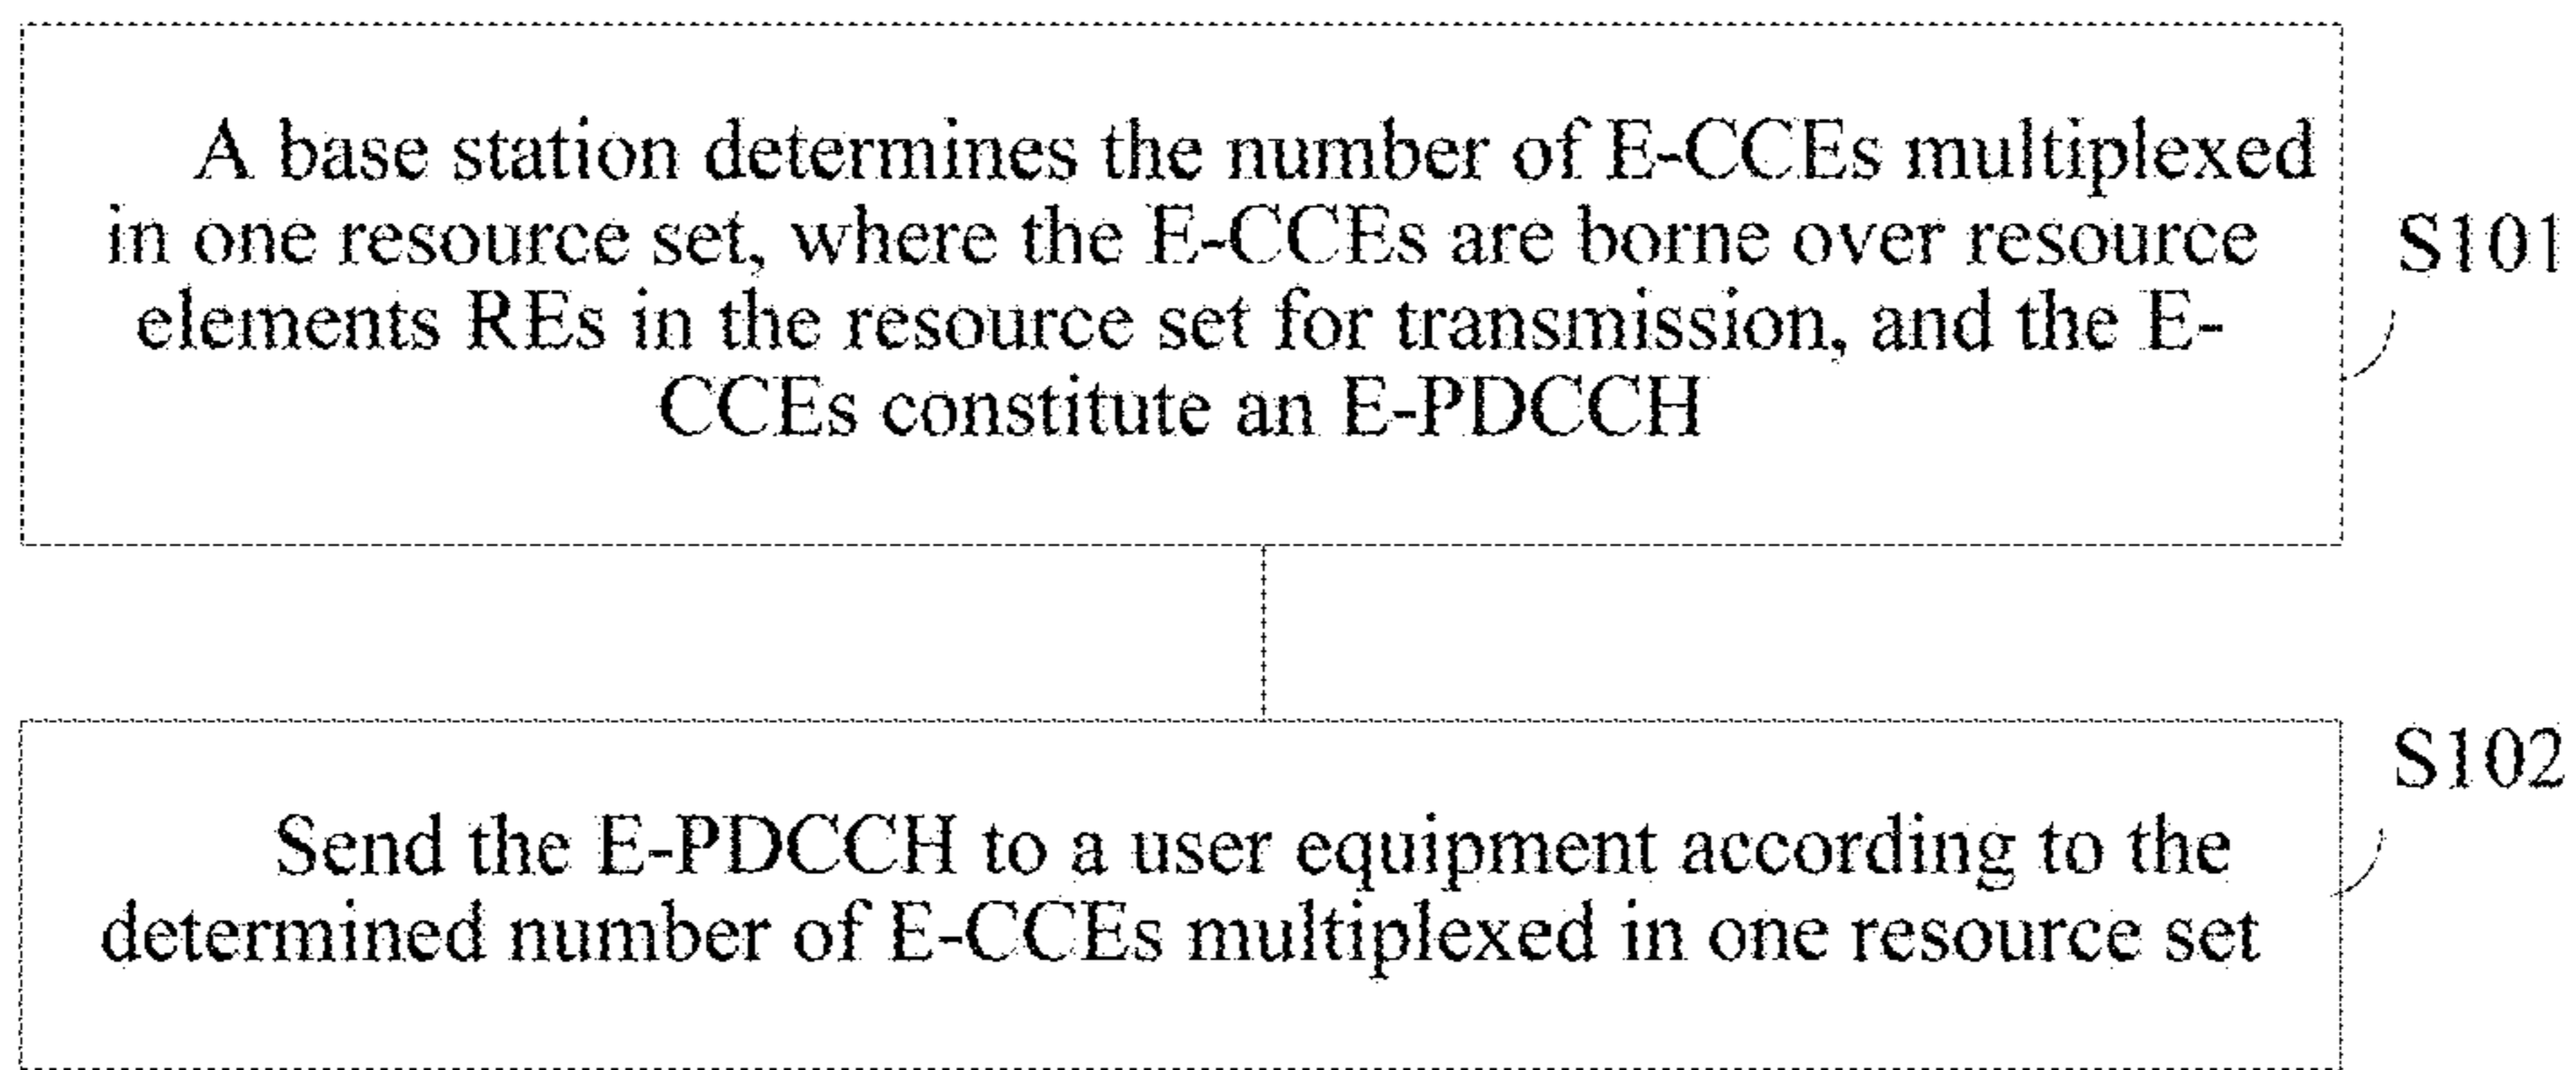 A base station determines the number of E-CCEs multiplexed
in one resource set, where the E-CCEs are borne over resource
elements REs in the resource set for transmission, and the E-
CCEs constitute an E-PDCCH
S101
Send the E-PDCCH to a user equipment according to the
determined number of E-CCEs multiplexed in one resource set
S102